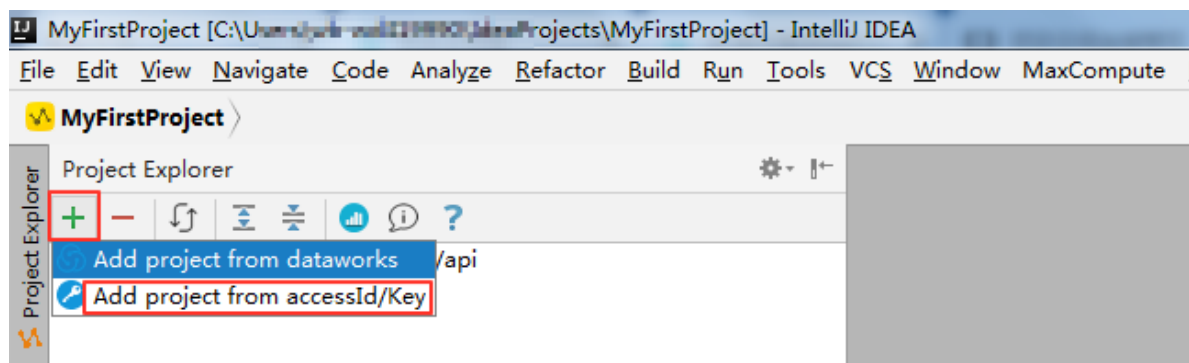 MyFirstProject [C:\U rojects\MyFirstProject] - IntelliJ IDEA
File Edit View Navigate Code Analyze Refactor Build Run Tools VCS Window MaxCompute
MyFirstProject
Project Explorer
Project Explorer
Add project from dataworks /api
Add project from accessId/Key